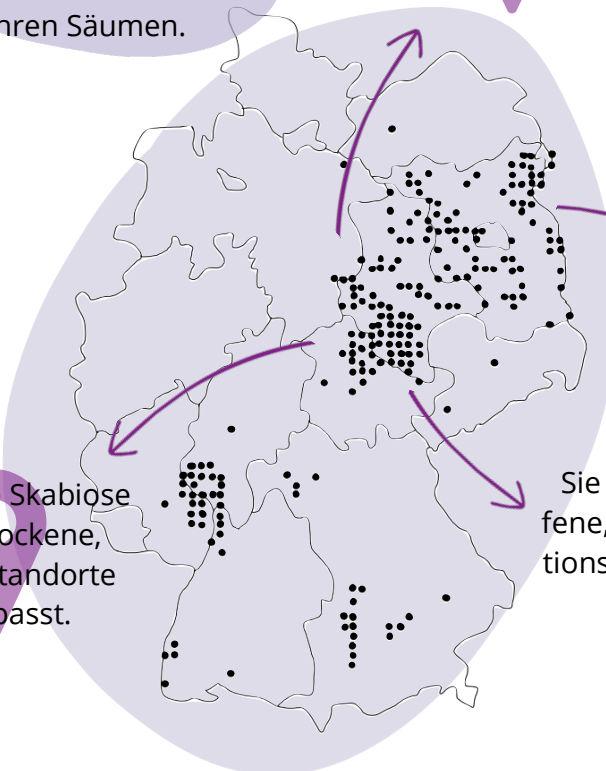 hren Säumen.
Skabiose
ockene,
tandorte
passt.
Sie
fene,
tions